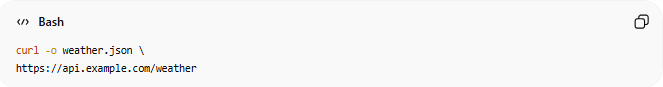 Bash
curl -o weather.json \
https://api.example.com/weather